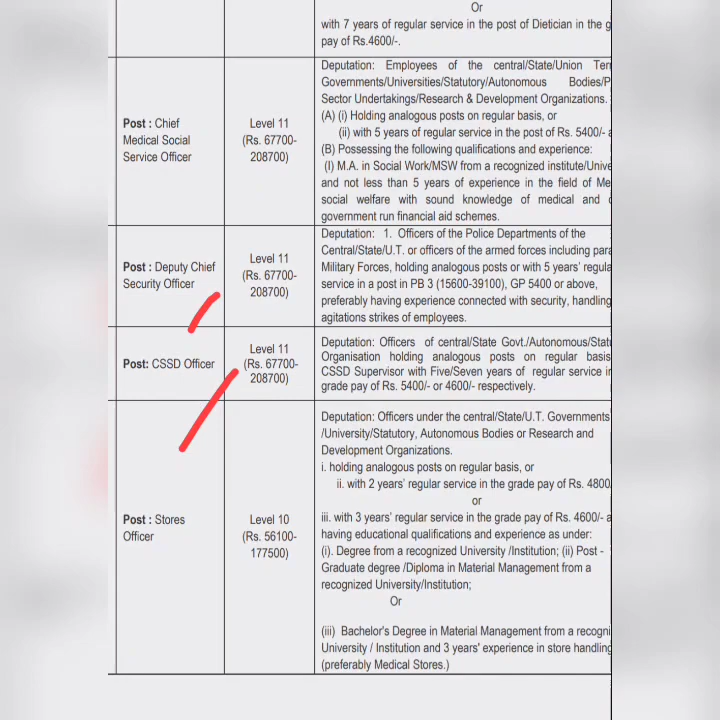 Or
with 7 years of regular service in the post of Dietician in the g
pay of Rs.4600/-.
Post : Chief
Medical Social
Service Officer
Level 11
(Rs. 67700-
208700)
Deputation: Employees of the central/State/Union Terr
Governments/Universities/Statutory/Autonomous Bodies/P
Sector Undertakings/Research & Development Organizations.
(A) (i) Holding analogous posts on regular basis, or
(ii) with 5 years of regular service in the post of Rs. 5400/- a
(B) Possessing the following qualifications and experience:
(I) M.A. in Social Work/MSW from a recognized institute/Unive
and not less than 5 years of experience in the field of Me
social welfare with sound knowledge of medical and
government run financial aid schemes.
Post : Deputy Chief
Security Officer
Level 11
(Rs. 67700-
208700)
Deputation: 1. Officers of the Police Departments of the
Central/State/U.T. or officers of the armed forces including para
Military Forces, holding analogous posts or with 5 years' regula
service in a post in PB 3 (15600-39100), GP 5400 or above,
preferably having experience connected with security, handling
agitations strikes of employees.
Post: CSSD Officer
Level 11
(Rs. 67700-
208700)
Deputation: Officers of central/State Govt./Autonomous/Statu
Organisation holding analogous posts on regular basis
CSSD Supervisor with Five/Seven years of regular service in
grade pay of Rs. 5400/- or 4600/- respectively.
Post : Stores
Officer
Level 10
(Rs. 56100-
177500)
Deputation: Officers under the central/State/U.T. Governments
/University/Statutory, Autonomous Bodies or Research and
Development Organizations.
i. holding analogous posts on regular basis, or
ii. with 2 years' regular service in the grade pay of Rs. 4800
or
iii. with 3 years' regular service in the grade pay of Rs. 4600/- a
having educational qualifications and experience as under:
(i). Degree from a recognized University /Institution; (ii) Post -
Graduate degree /Diploma in Material Management from a
recognized University/Institution;
Or
(iii) Bachelor's Degree in Material Management from a recogni
University / Institution and 3 years' experience in store handling
(preferably Medical Stores.)